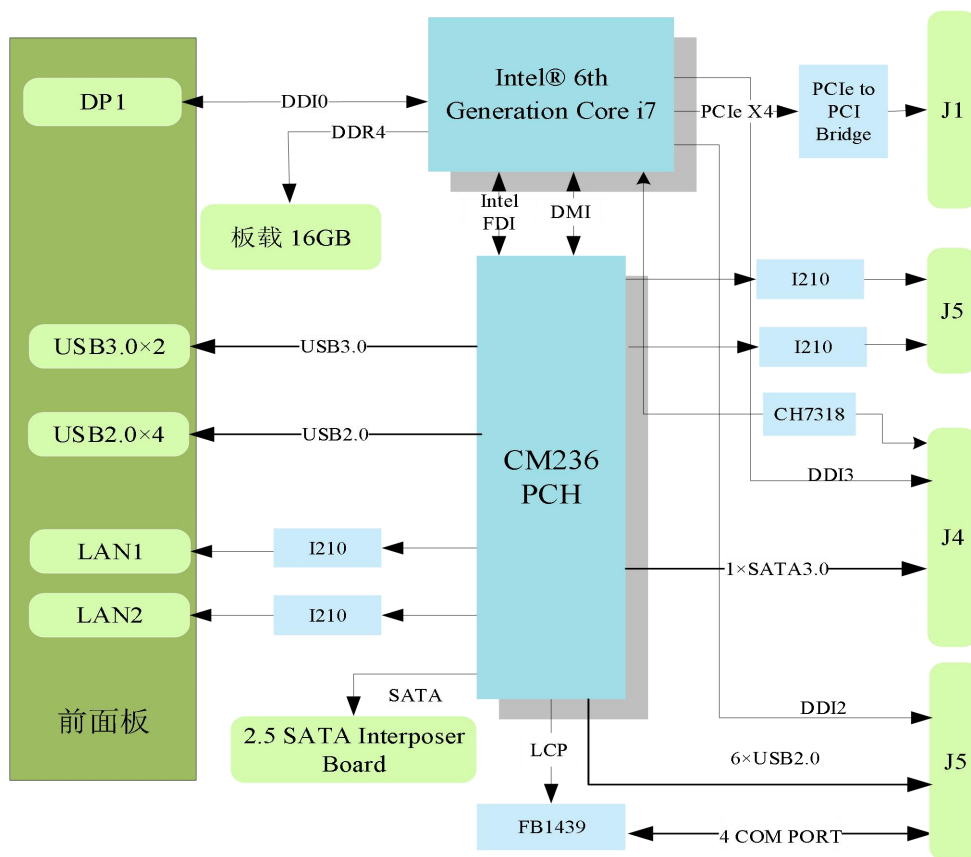 Intel® 6th
Generation Core i7
DP1
DDI0
DDR4
PCIe X4
PCIe to
PCI
Bridge
J1
板载 16GB
Intel
FDI
DMI
I210
J5
I210
USB3.0×2
USB3.0
CH7318
USB2.0×4
USB2.0
CM236
PCH
DDI3
J4
LAN1
I210
1×SATA3.0
LAN2
I210
前面板
SATA
2.5 SATA Interposer
Board
LCP
DDI2
6×USB2.0
J5
FB1439
4 COM PORT